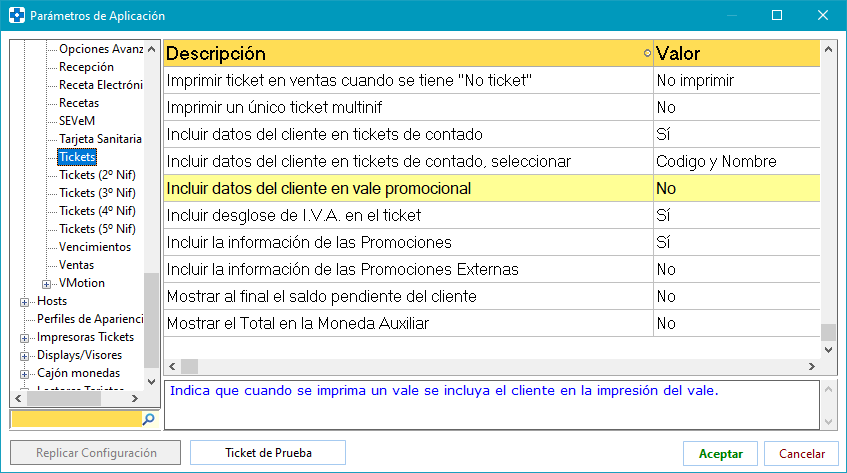 Parámetros de Aplicación
Opciones Avanz
Recepción
Receta Electróni
Recetas
SEVeM
Tarjeta Sanitaria
Tickets
Tickets (2º Nif)
Tickets (3º Nif)
Tickets (4º Nif)
Tickets (5º Nif)
Vencimientos
Ventas
VMotion
Hosts
Perfiles de Aparienci
Impresoras Tickets
Displays/Visores
Cajón monedas
Lectores Tarjetas
Descripción Valor
Imprimir ticket en ventas cuando se tiene "No ticket" No imprimir
Imprimir un único ticket multinif No
Incluir datos del cliente en tickets de contado Sí
Incluir datos del cliente en tickets de contado, seleccionar Codigo y Nombre
Incluir datos del cliente en vale promocional No
Incluir desglose de I.V.A. en el ticket Sí
Incluir la información de las Promociones Sí
Incluir la información de las Promociones Externas No
Mostrar al final el saldo pendiente del cliente No
Mostrar el Total en la Moneda Auxiliar No
Indica que cuando se imprima un vale se incluya el cliente en la impresión del vale.
Replicar Configuración
Ticket de Prueba
Aceptar
Cancelar